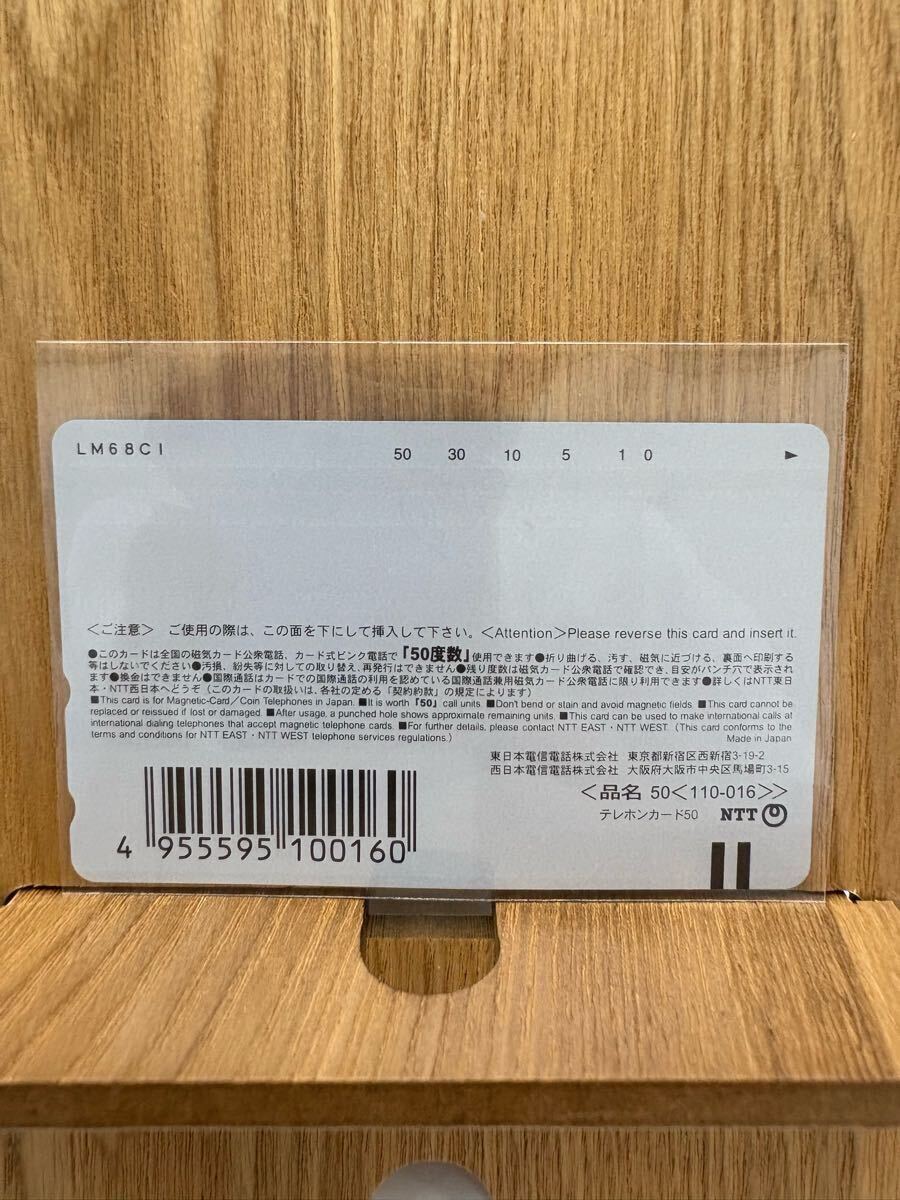 LM68C1
50 30 10 5 1 0 ►
＜ご注意＞ ご使用の際は、この面を下にして挿入して下さい。＜Attention＞Please reverse this card and insert it.
●このカードは全国の磁気カード公衆電話、カード式ピンク電話で「50度数」使用できます●折り曲げる、汚す、磁気に近づける、裏面へ印刷する
等はしないでください●汚損、紛失等に対しての取り替え、再発行はできません●残り度数は磁気カード公衆電話で確認でき、目安がパンチ穴で表示され
ます●換金はできません●国際通話はカードでの国際通話の利用を認めている国際通話兼用磁気カード公衆電話に限り利用できます●詳しくはNTT東日
本・NTT西日本へどうぞ（このカードの取扱いは、各社の定める「契約約款」の規定によります）
■This card is for Magnetic-Card／Coin Telephones in Japan. ■It is worth「50」call units. ■Don't bend or stain and avoid magnetic fields. ■This card cannot be
replaced or reissued if lost or damaged. ■After usage, a punched hole shows approximate remaining units. ■This card can be used to make international calls at
international dialing telephones that accept magnetic telephone cards. ■For further details, please contact NTT EAST・NTT WEST.（This card conforms to the
terms and conditions for NTT EAST・NTT WEST telephone services regulations.）
Made in Japan
東日本電信電話株式会社 東京都新宿区西新宿3-19-2
西日本電信電話株式会社 大阪府大阪市中央区馬場町3-15
＜品名 50＜110-016＞＞
テレホンカード50 NTT
4 955595 100160